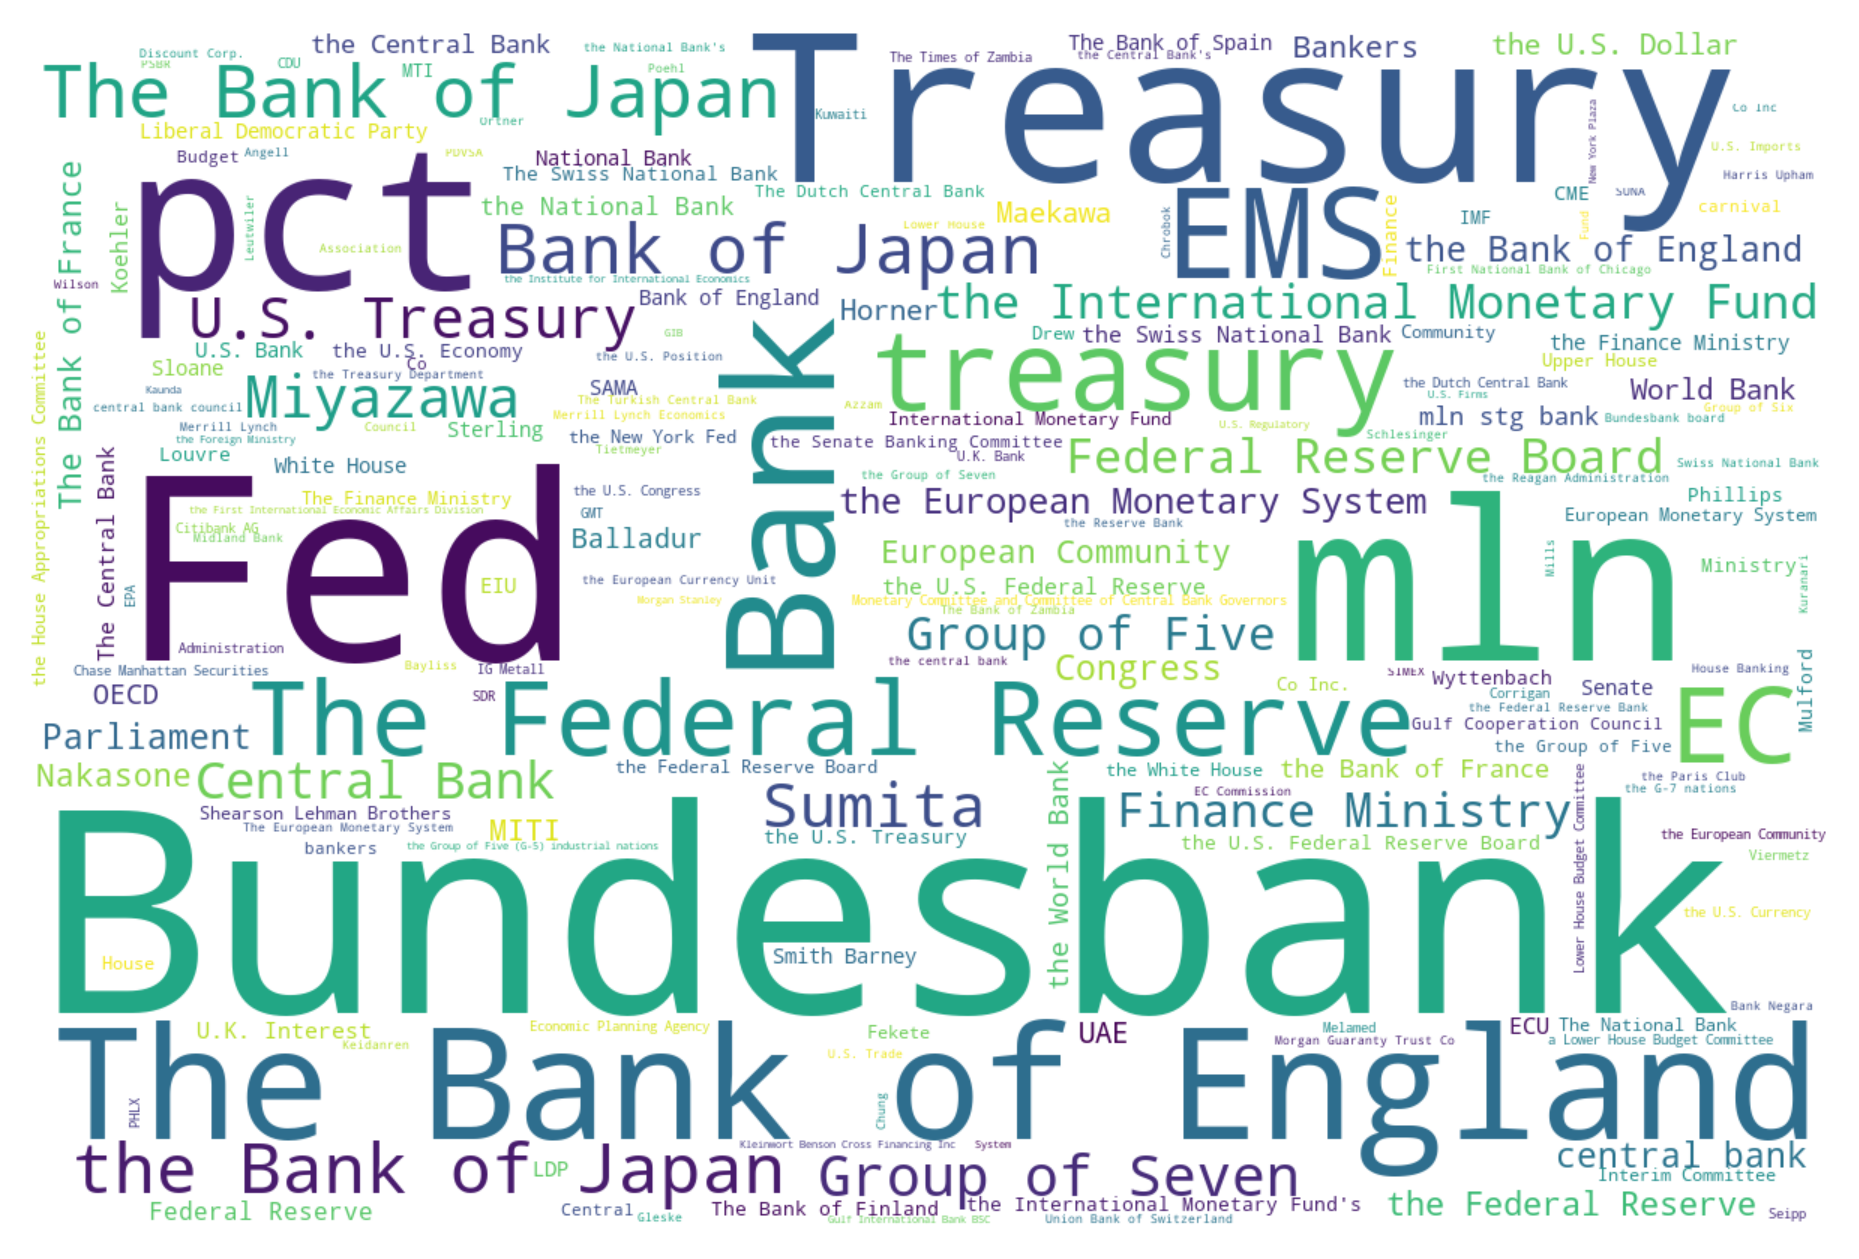 the Central Bank
the National Bank's
Discount Corp.
PSBR
CDU
MTI
Poehl
The Bank of Japan
Treasury
The Times of Zambia
The Bank of Spain
the Central Bank's
Bankers
the U.S. Dollar
Co Inc
Kuwaiti
Ortner
New York Plaza
Liberal Democratic Party
Budget
Angell
PDVSA
National Bank
The Swiss National Bank
The Dutch Central Bank
U.S. Imports
Harris Upham
SUNA
CME
carnival
The Bank of France
Koehler
pct
Leutwiler
Association
the National Bank
Lower House
Maekawa
Chrobok
EMS
Finance
IMF
Fund
Bank of Japan
the Bank of England
First National Bank of Chicago
the Institute for International Economics
Wilson
U.S. Treasury
Bank of England
Horner
the International Monetary Fund
GIB
Drew
the Swiss National Bank
Community
the Finance Ministry
Upper House
U.S. Bank
the U.S. Economy
Co
the U.S. Position
Sloane
the Treasury Department
treasury
the Dutch Central Bank
U.S. Firms
World Bank
Kaunda
central bank council
Miyazawa
SAMA
The Turkish Central Bank
Azzam
Group of Six
Merrill Lynch Economics
International Monetary Fund
mln stg bank
Bundesbank board
Merrill Lynch
Council
Sterling
the New York Fed
U.S. Regulatory
Schlesinger
the Foreign Ministry
Tietmeyer
Bank
the Senate Banking Committee
U.K. Bank
Federal Reserve Board
Louvre
White House
Swiss National Bank
the Group of Seven
the Reagan Administration
the House Appropriations Committee
The Central Bank
The Finance Ministry
the U.S. Congress
the European Monetary System
Phillips
the First International Economic Affairs Division
GMT
European Monetary System
the Reserve Bank
Citibank AG
Midland Bank
Fed
Balladur
European Community
mln
Mills
Ministry
EPA
EIU
the European Currency Unit
the U.S. Federal Reserve
Kuranari
Morgan Stanley
Monetary Committee and Committee of Central Bank Governors
The Bank of Zambia
Administration
Group of Five
Chase Manhattan Securities
Bayliss
IG Metall
the central bank
Congress
SIMEX
Wyttenbach
House Banking
Mulford
OECD
SDR
Co Inc.
Corrigan
Senate
The Federal Reserve
the Federal Reserve Bank
Gulf Cooperation Council
EC
Parliament
the Group of Five
Nakasone
Central Bank
the Federal Reserve Board
the White House
the Bank of France
the Paris Club
the G-7 nations
EC Commission
the World Bank
Shearson Lehman Brothers
The European Monetary System
MITI
Sumita
Finance Ministry
Lower House Budget Committee
the European Community
bankers
the Group of Five (G-5) industrial nations
the U.S. Treasury
the U.S. Federal Reserve Board
Viermetz
Bundesbank
the U.S. Currency
House
Smith Barney
Bank Negara
U.K. Interest
Economic Planning Agency
Fekete
UAE
Melamed
ECU
The National Bank
Keidanren
U.S. Trade
Morgan Guaranty Trust Co
a Lower House Budget Committee
The Bank of England
PHLX
Chung
Kleinwort Benson Cross Financing Inc
System
the Bank of Japan
LDP
Group of Seven
central bank
Interim Committee
Federal Reserve
Central
Gleske
The Bank of Finland
the International Monetary Fund's
Gulf International Bank BSC
Union Bank of Switzerland
the Federal Reserve
Seipp